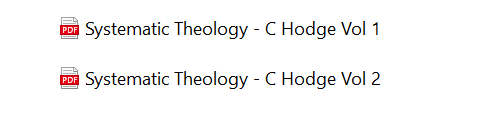 PDF Systematic Theology - C Hodge Vol 1
PDF Systematic Theology - C Hodge Vol 2